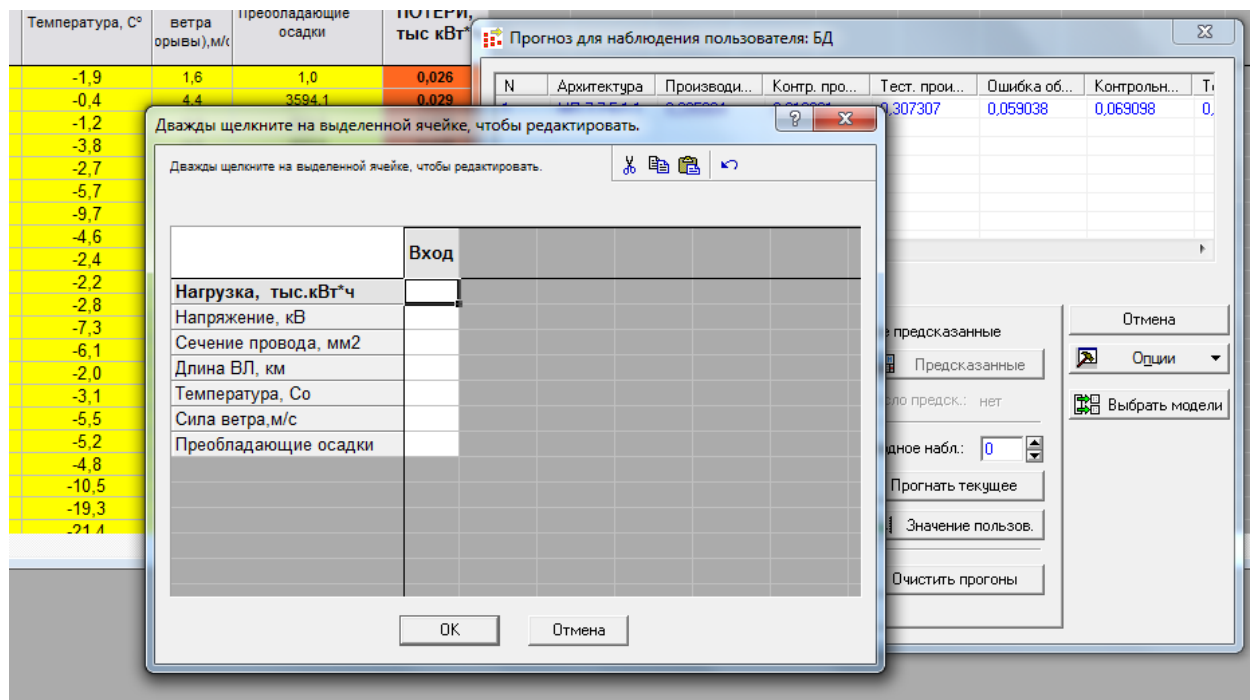 Температура, С°
ветра
орывы),м/с
Преобладающие
осадки
ПОТЕРИ,
тыс кВт*
-1,9 1,6 1,0 0,026
-0,4 4,4 3594,1 0,029
-1,2
-3,8
-2,7
-5,7
-9,7
-4,6
-2,4
-2,2
-2,8
-7,3
-6,1
-2,0
-3,1
-5,5
-5,2
-4,8
-10,5
-19,3
-21,4
Прогноз для наблюдения пользователя: БД
N Архитектура Производи... Контр. про... Тест. прои... Ошибка об... Контрольн...
0,307307 0,059038 0,069098 0,
Дважды щелкните на выделенной ячейке, чтобы редактировать.
Дважды щелкните на выделенной ячейке, чтобы редактировать.
Вход
Нагрузка, тыс.кВт*ч
Напряжение, кВ
Сечение провода, мм2
Длина ВЛ, км
Температура, Со
Сила ветра,м/с
Преобладающие осадки
OK Отмена
предсказанные
Предсказанные
предск.: нет
набл.: 0
Прогнать текущее
Значение пользов.
Очистить прогоны
Отмена
Опции
Выбрать модели